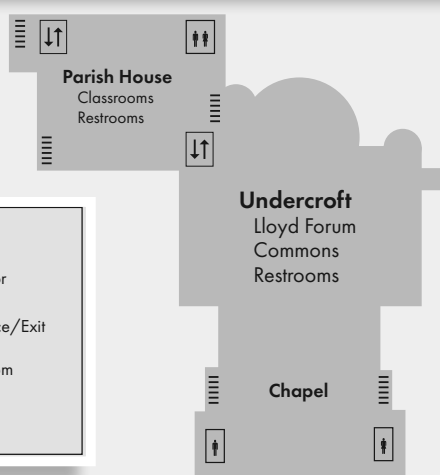 Parish House
Classrooms
Restrooms
Undercroft
Lloyd Forum
Commons
Restrooms
/Exit
Chapel